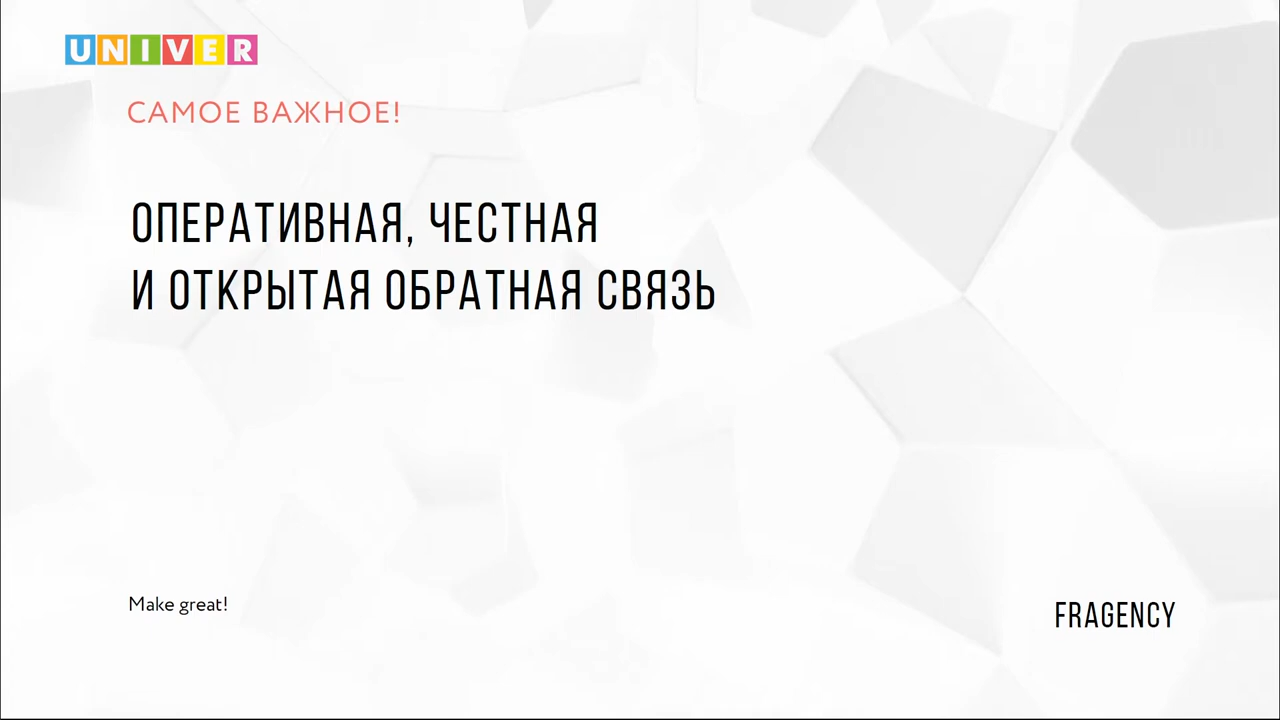 UNIVER
САМОЕ ВАЖНОЕ!
ОПЕРАТИВНАЯ, ЧЕСТНАЯ
И ОТКРЫТАЯ ОБРАТНАЯ СВЯЗЬ
Make great!
FRAGENCY